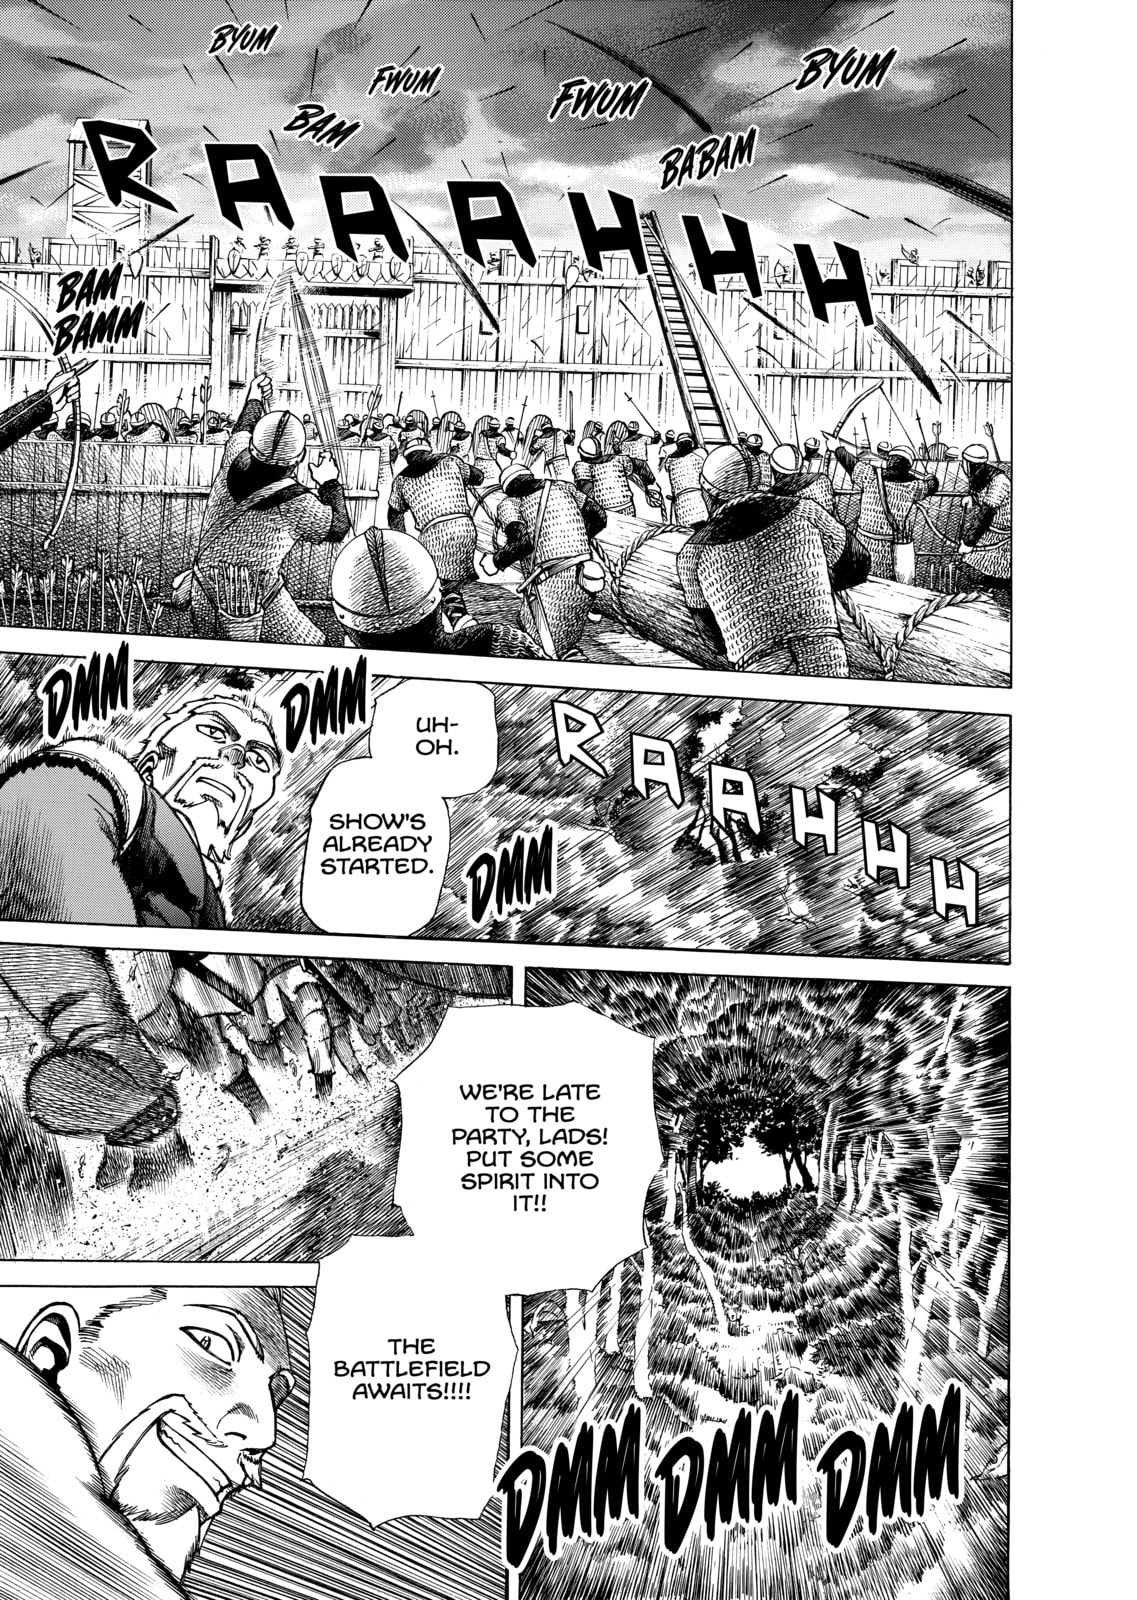 BYUM
FWUM
BAM
FWUM
BYUM
BABAM
RAAAHHH
BAM
BAMM
DMM
DMM
UH-
OH.
SHOW'S
ALREADY
STARTED.
RAAHHH
DMM
WE'RE LATE
TO THE
PARTY, LADS!
PUT SOME
SPIRIT INTO
IT!!
THE
BATTLEFIELD
AWAITS!!!!
DMM DMM DMM